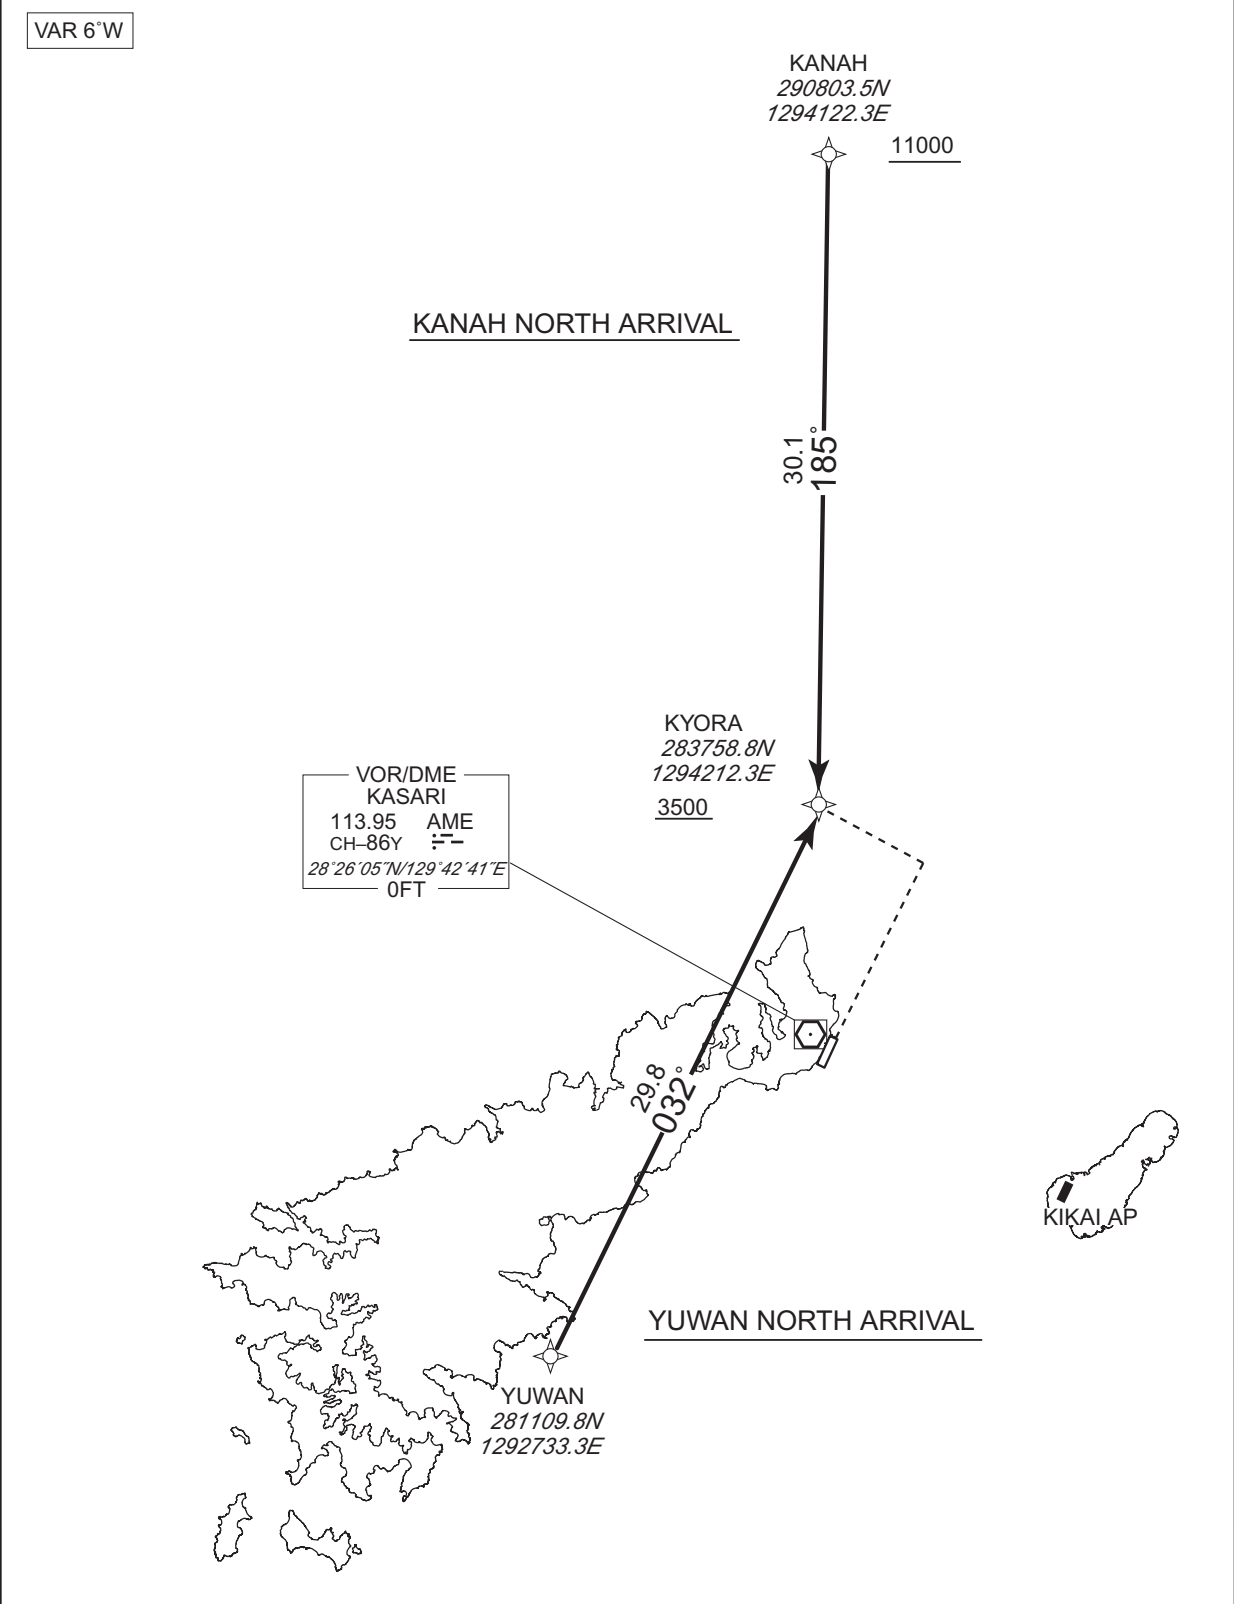 VAR 6°W
KANAH
290803.5N
1294122.3E
11000
KANAH NORTH ARRIVAL
30.1
185°
KYORA
283758.8N
1294212.3E
3500
VOR/DME
KASARI
113.95 AME
CH–86Y
28°26´05˝N/129°42´41˝E
0FT
29.8
032°
KIKAI AP
YUWAN NORTH ARRIVAL
YUWAN
281109.8N
1292733.3E